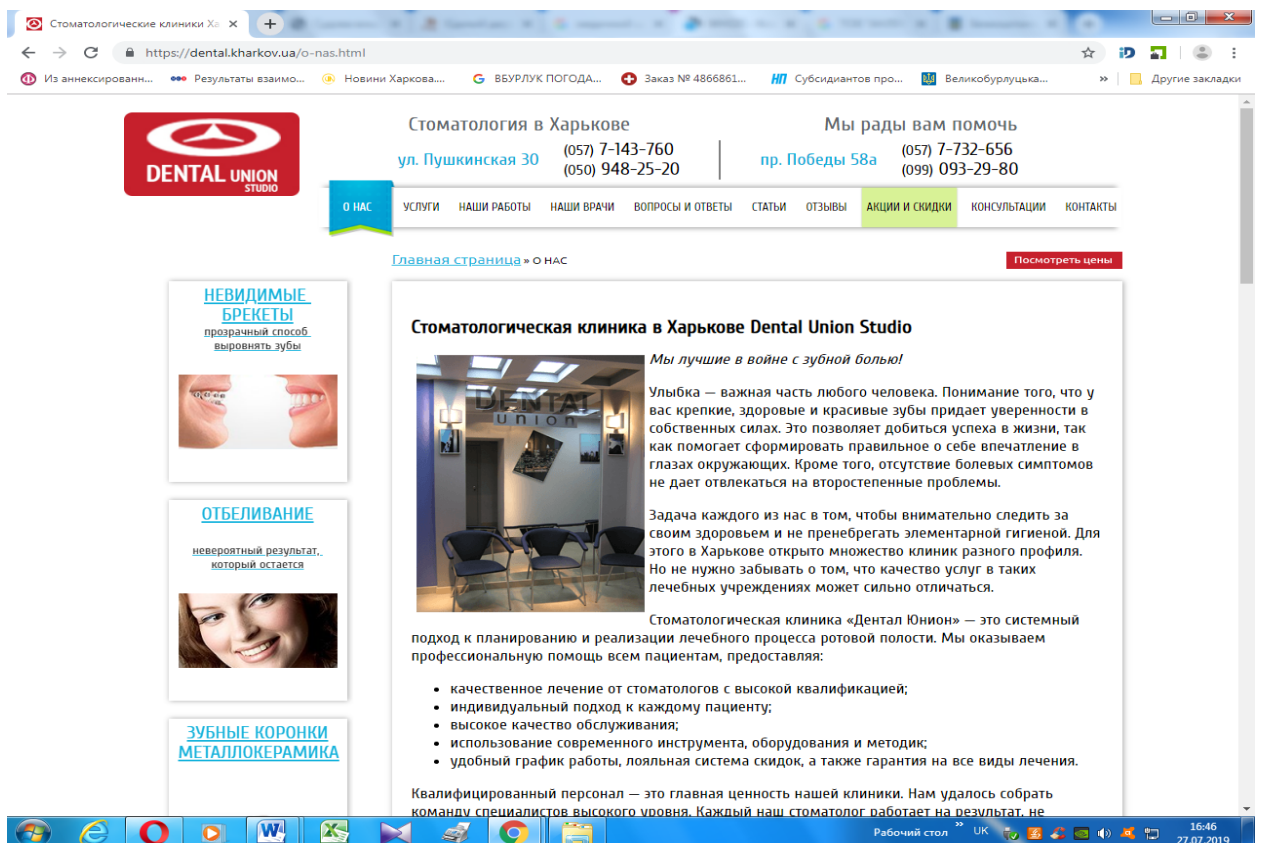 Стоматологические клиники Ха
https://dental.kharkov.ua/o-nas.html
Из аннексированн...
Результаты взаимо...
Новини Харкова....
ВБУРЛУК ПОГОДА...
Заказ № 4866861...
НП Субсидиантов про...
Великобурлуцька...
Другие закладки
DENTAL UNION
STUDIO
Стоматология в Харькове
ул. Пушкинская 30
(057) 7-143-760
(050) 948-25-20
Мы рады вам помочь
пр. Победы 58а
(057) 7-732-656
(099) 093-29-80
О НАС УСЛУГИ НАШИ РАБОТЫ НАШИ ВРАЧИ ВОПРОСЫ И ОТВЕТЫ СТАТЬИ ОТЗЫВЫ АКЦИИ И СКИДКИ КОНСУЛЬТАЦИИ КОНТАКТЫ
Главная страница » О НАС
Посмотреть цены
НЕВИДИМЫЕ
БРЕКЕТЫ
прозрачный способ
выровнять зубы
ОТБЕЛИВАНИЕ
невероятный результат,
который остается
ЗУБНЫЕ КОРОНКИ
МЕТАЛЛОКЕРАМИКА
Стоматологическая клиника в Харькове Dental Union Studio
DENTAL
union
Мы лучшие в войне с зубной болью!
Улыбка — важная часть любого человека. Понимание того, что у
вас крепкие, здоровые и красивые зубы придает уверенности в
собственных силах. Это позволяет добиться успеха в жизни, так
как помогает сформировать правильное о себе впечатление в
глазах окружающих. Кроме того, отсутствие болевых симптомов
не дает отвлекаться на второстепенные проблемы.
Задача каждого из нас в том, чтобы внимательно следить за
своим здоровьем и не пренебрегать элементарной гигиеной. Для
этого в Харькове открыто множество клиник разного профиля.
Но не нужно забывать о том, что качество услуг в таких
лечебных учреждениях может сильно отличаться.
Стоматологическая клиника «Дентал Юнион» — это системный
подход к планированию и реализации лечебного процесса ротовой полости. Мы оказываем
профессиональную помощь всем пациентам, предоставляя:
• качественное лечение от стоматологов с высокой квалификацией;
• индивидуальный подход к каждому пациенту;
• высокое качество обслуживания;
• использование современного инструмента, оборудования и методик;
• удобный график работы, лояльная система скидок, а также гарантия на все виды лечения.
Квалифицированный персонал — это главная ценность нашей клиники. Нам удалось собрать
команду специалистов высокого уровня. Каждый наш стоматолог работает на результат, не
Рабочий стол
UK
16:46
27.07.2019